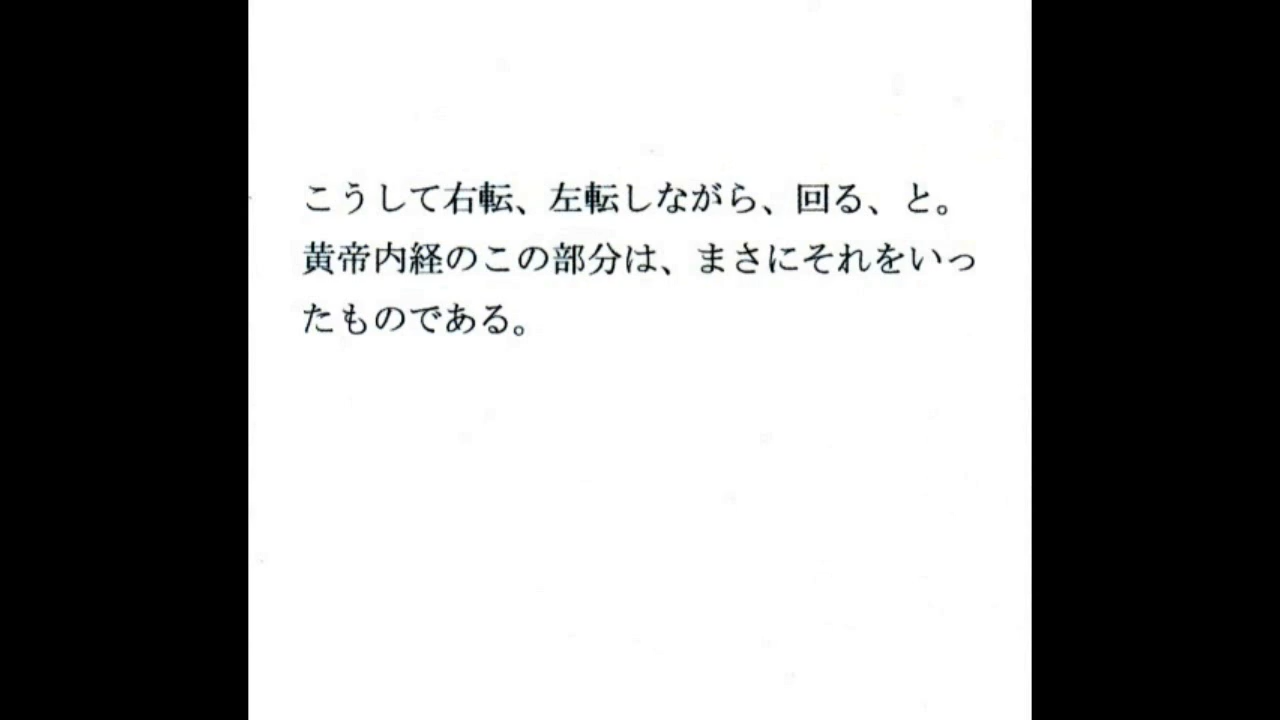 こうして右転、左転しながら、回る、と。
黄帝内経のこの部分は、まさにそれをいっ
たものである。